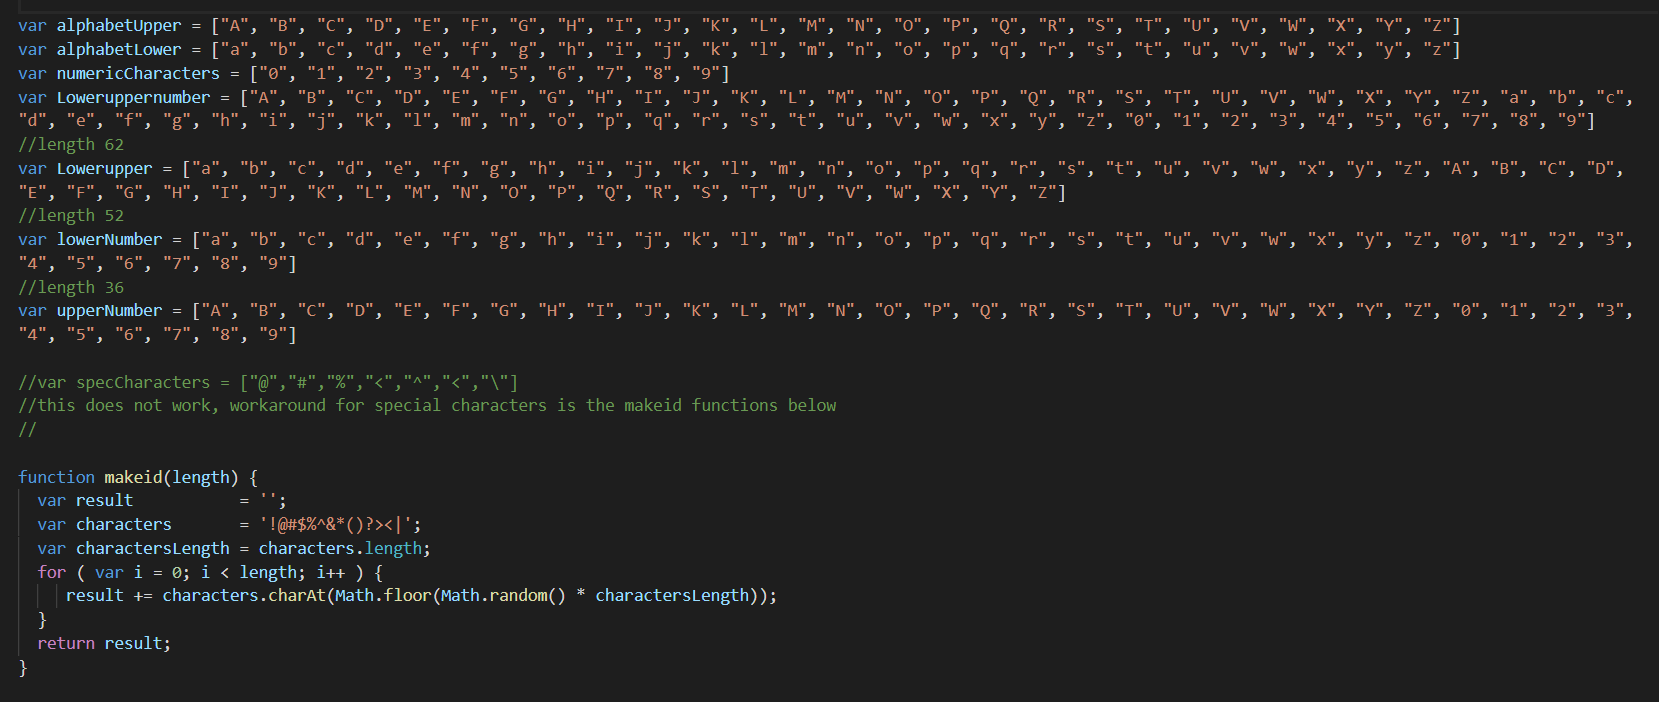 var alphabetUpper = ["A", "B", "C", "D", "E", "F", "G", "H", "I", "J", "K", "L", "M", "N", "O", "P", "Q", "R", "S", "T", "U", "V", "W", "X", "Y", "Z"]
var alphabetLower = ["a", "b", "c", "d", "e", "f", "g", "h", "i", "j", "k", "l", "m", "n", "o", "p", "q", "r", "s", "t", "u", "v", "w", "x", "y", "z"]
var numericCharacters = ["0", "1", "2", "3", "4", "5", "6", "7", "8", "9"]
var Loweruppernumber = ["A", "B", "C", "D", "E", "F", "G", "H", "I", "J", "K", "L", "M", "N", "O", "P", "Q", "R", "S", "T", "U", "V", "W", "X", "Y", "Z", "a", "b", "c",
"d", "e", "f", "g", "h", "i", "j", "k", "l", "m", "n", "o", "p", "q", "r", "s", "t", "u", "v", "w", "x", "y", "z", "0", "1", "2", "3", "4", "5", "6", "7", "8", "9"]
//length 62
var Lowerupper = ["a", "b", "c", "d", "e", "f", "g", "h", "i", "j", "k", "l", "m", "n", "o", "p", "q", "r", "s", "t", "u", "v", "w", "x", "y", "z", "A", "B", "C", "D",
"E", "F", "G", "H", "I", "J", "K", "L", "M", "N", "O", "P", "Q", "R", "S", "T", "U", "V", "W", "X", "Y", "Z"]
//length 52
var lowerNumber = ["a", "b", "c", "d", "e", "f", "g", "h", "i", "j", "k", "l", "m", "n", "o", "p", "q", "r", "s", "t", "u", "v", "w", "x", "y", "z", "0", "1", "2", "3",
"4", "5", "6", "7", "8", "9"]
//length 36
var upperNumber = ["A", "B", "C", "D", "E", "F", "G", "H", "I", "J", "K", "L", "M", "N", "O", "P", "Q", "R", "S", "T", "U", "V", "W", "X", "Y", "Z", "0", "1", "2", "3",
"4", "5", "6", "7", "8", "9"]
//var specCharacters = ["@","#","%","<","^","<","\"]
//this does not work, workaround for special characters is the makeid functions below
//
function makeid(length) {
var result = '';
var characters = '!@#$%^&*()?><|';
var charactersLength = characters.length;
for ( var i = 0; i < length; i++ ) {
result += characters.charAt(Math.floor(Math.random() * charactersLength));
}
return result;
}